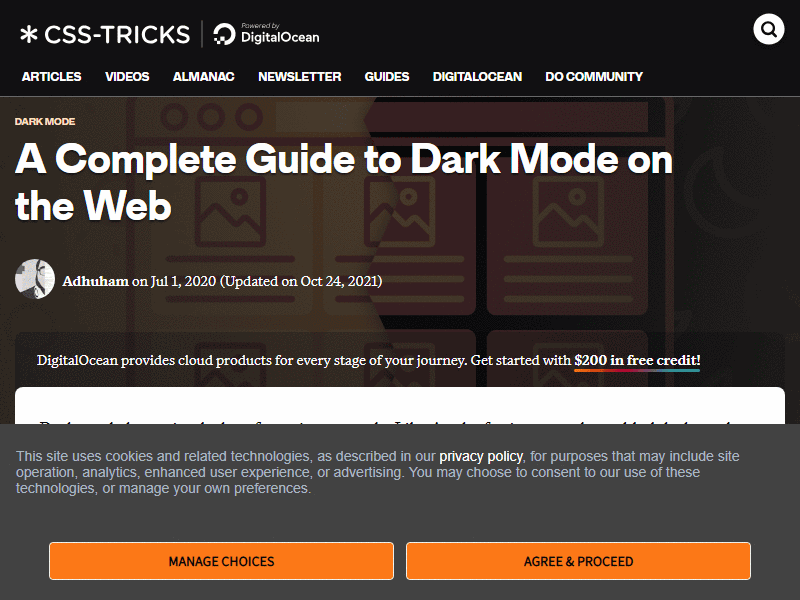 CSS-TRICKS
Powered by
DigitalOcean
ARTICLES VIDEOS ALMANAC NEWSLETTER GUIDES DIGITALOCEAN DO COMMUNITY
DARK MODE
A Complete Guide to Dark Mode on
the Web
Adhuham on Jul 1, 2020 (Updated on Oct 24, 2021)
DigitalOcean provides cloud products for every stage of your journey. Get started with $200 in free credit!
This site uses cookies and related technologies, as described in our privacy policy, for purposes that may include site
operation, analytics, enhanced user experience, or advertising. You may choose to consent to our use of these
technologies, or manage your own preferences.
MANAGE CHOICES AGREE & PROCEED